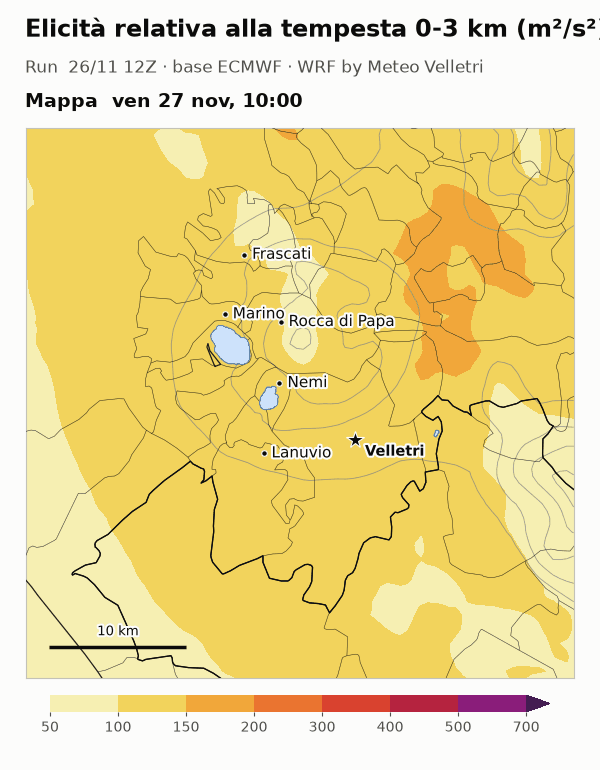 Elicità relativa alla tempesta 0-3 km (m²/s²)
Run  26/11 12Z · base ECMWF · WRF by Meteo Velletri
Mappa  ven 27 nov, 10:00
Frascati
Marino
Rocca di Papa
Nemi
Velletri
Lanuvio
10 km
50 100 150 200 300 400 500 700